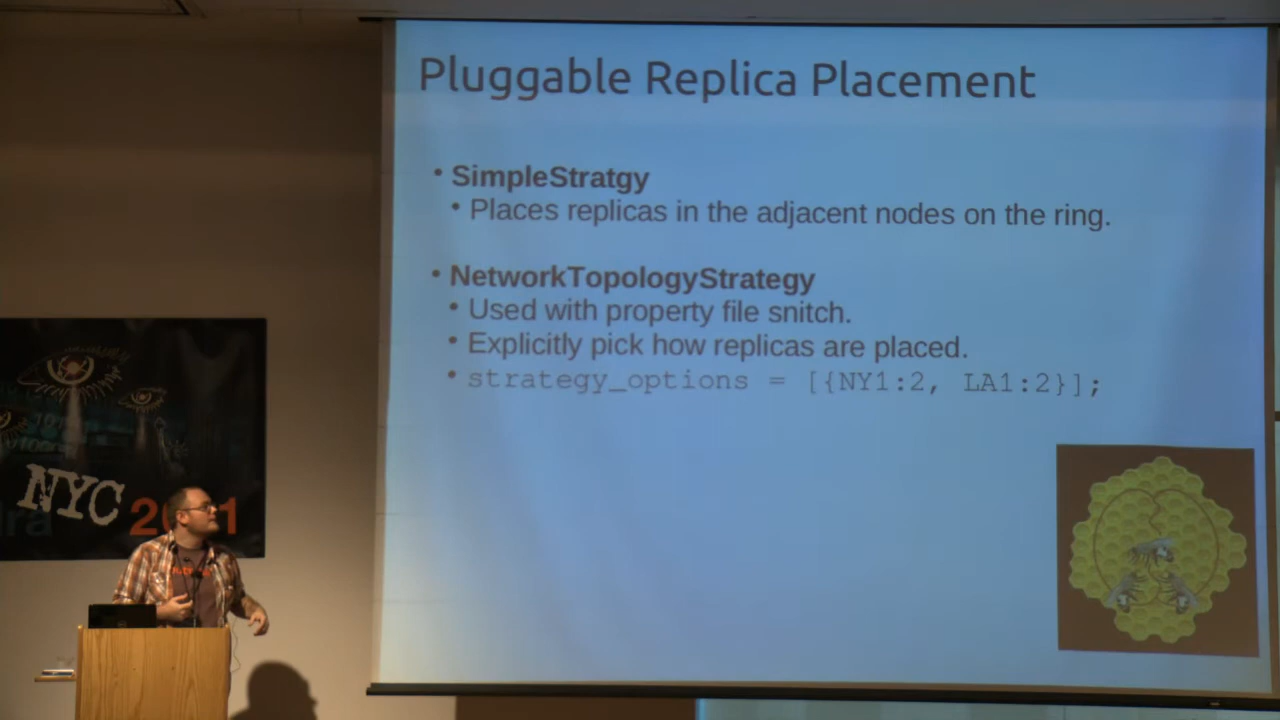 Pluggable Replica Placement
• SimpleStratgy
• Places replicas in the adjacent nodes on the ring.
• NetworkTopologyStrategy
• Used with property file snitch.
• Explicitly pick how replicas are placed.
• strategy_options = [{NY1:2, LA1:2}];
NYC